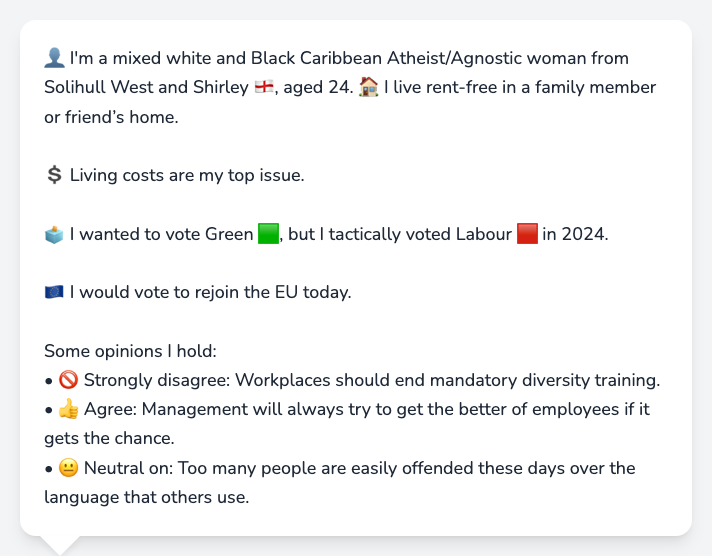 👤 I'm a mixed white and Black Caribbean Atheist/Agnostic woman from
Solihull West and Shirley 🏴󠁧󠁢󠁥󠁮󠁧󠁿, aged 24. 🏠 I live rent-free in a family member
or friend’s home.
💲 Living costs are my top issue.
🗳️ I wanted to vote Green 🟩, but I tactically voted Labour 🟥 in 2024.
🇪🇺 I would vote to rejoin the EU today.
Some opinions I hold:
• 🚫 Strongly disagree: Workplaces should end mandatory diversity training.
• 👍 Agree: Management will always try to get the better of employees if it
gets the chance.
• 😐 Neutral on: Too many people are easily offended these days over the
language that others use.